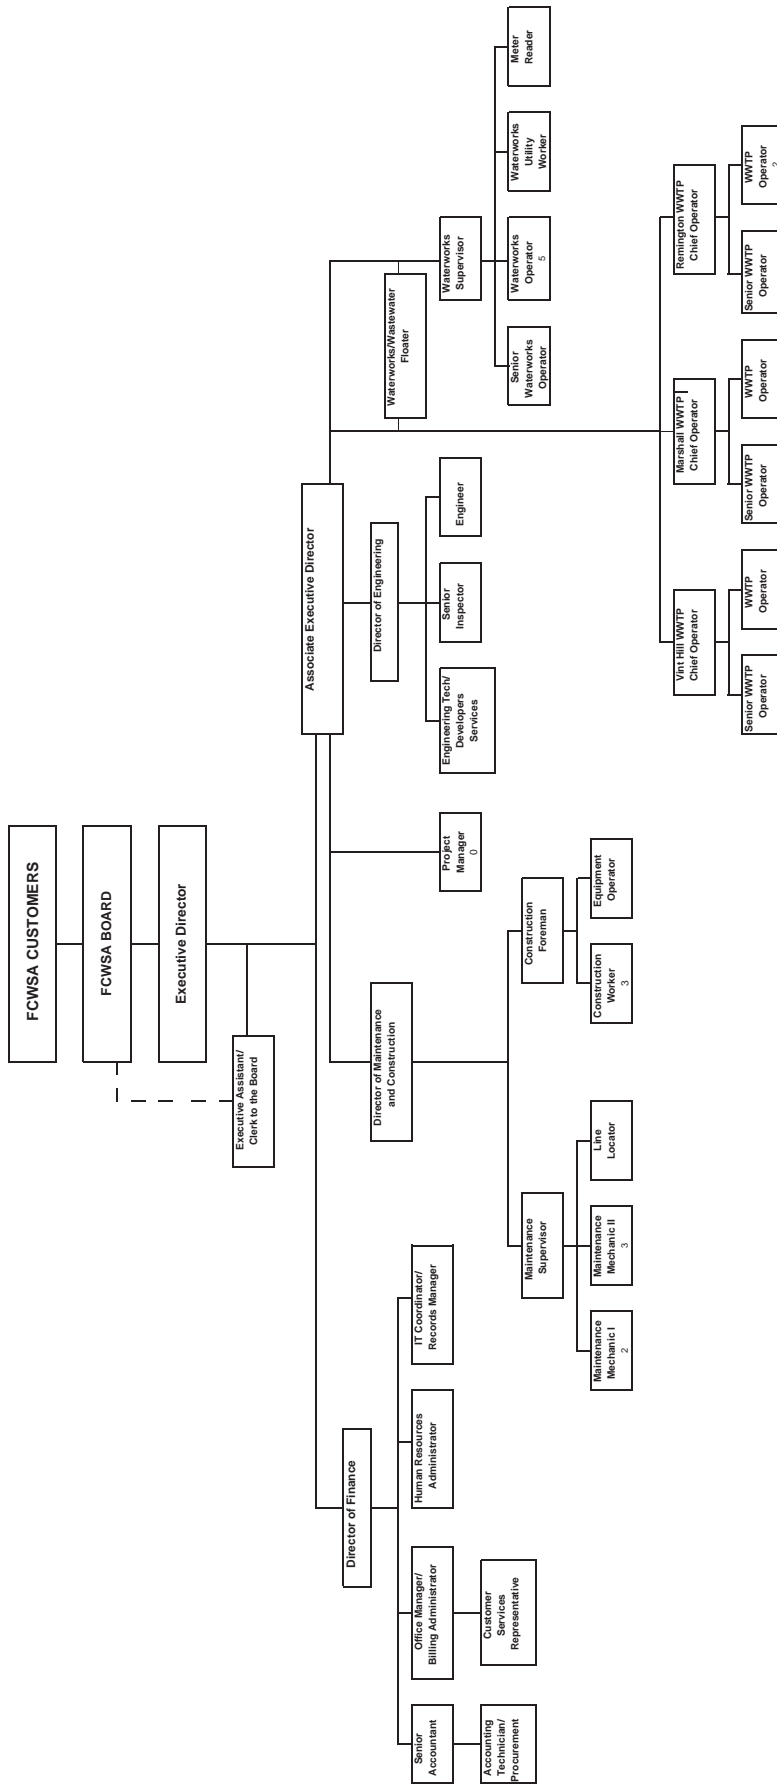 FCWSA CUSTOMERS
FCWSA BOARD
Executive Director
Executive Assistant/
Clerk to the Board
Associate Executive Director
Director of Finance
Senior
Accountant
Accounting
Technician/
Procurement
Office Manager/
Billing Administrator
Customer
Services
Representative
Human Resources
Administrator
IT Coordinator/
Records Manager
Director of Maintenance
and Construction
Maintenance
Supervisor
Maintenance
Mechanic I
2
Maintenance
Mechanic II
3
Line
Locator
Construction
Foreman
Construction
Worker
3
Equipment
Operator
Project
Manager
0
Director of Engineering
Engineering Tech/
Developers
Services
Senior
Inspector
Engineer
Waterworks/Wastewater
Floater
Waterworks
Supervisor
Senior
Waterworks
Operator
Waterworks
Operator
5
Waterworks
Utility
Worker
Meter
Reader
Vint Hill WWTP
Chief Operator
Senior WWTP
Operator
WWTP
Operator
Marshall WWTP
Chief Operator
Senior WWTP
Operator
WWTP
Operator
Remington WWTP
Chief Operator
Senior WWTP
Operator
WWTP
Operator
2